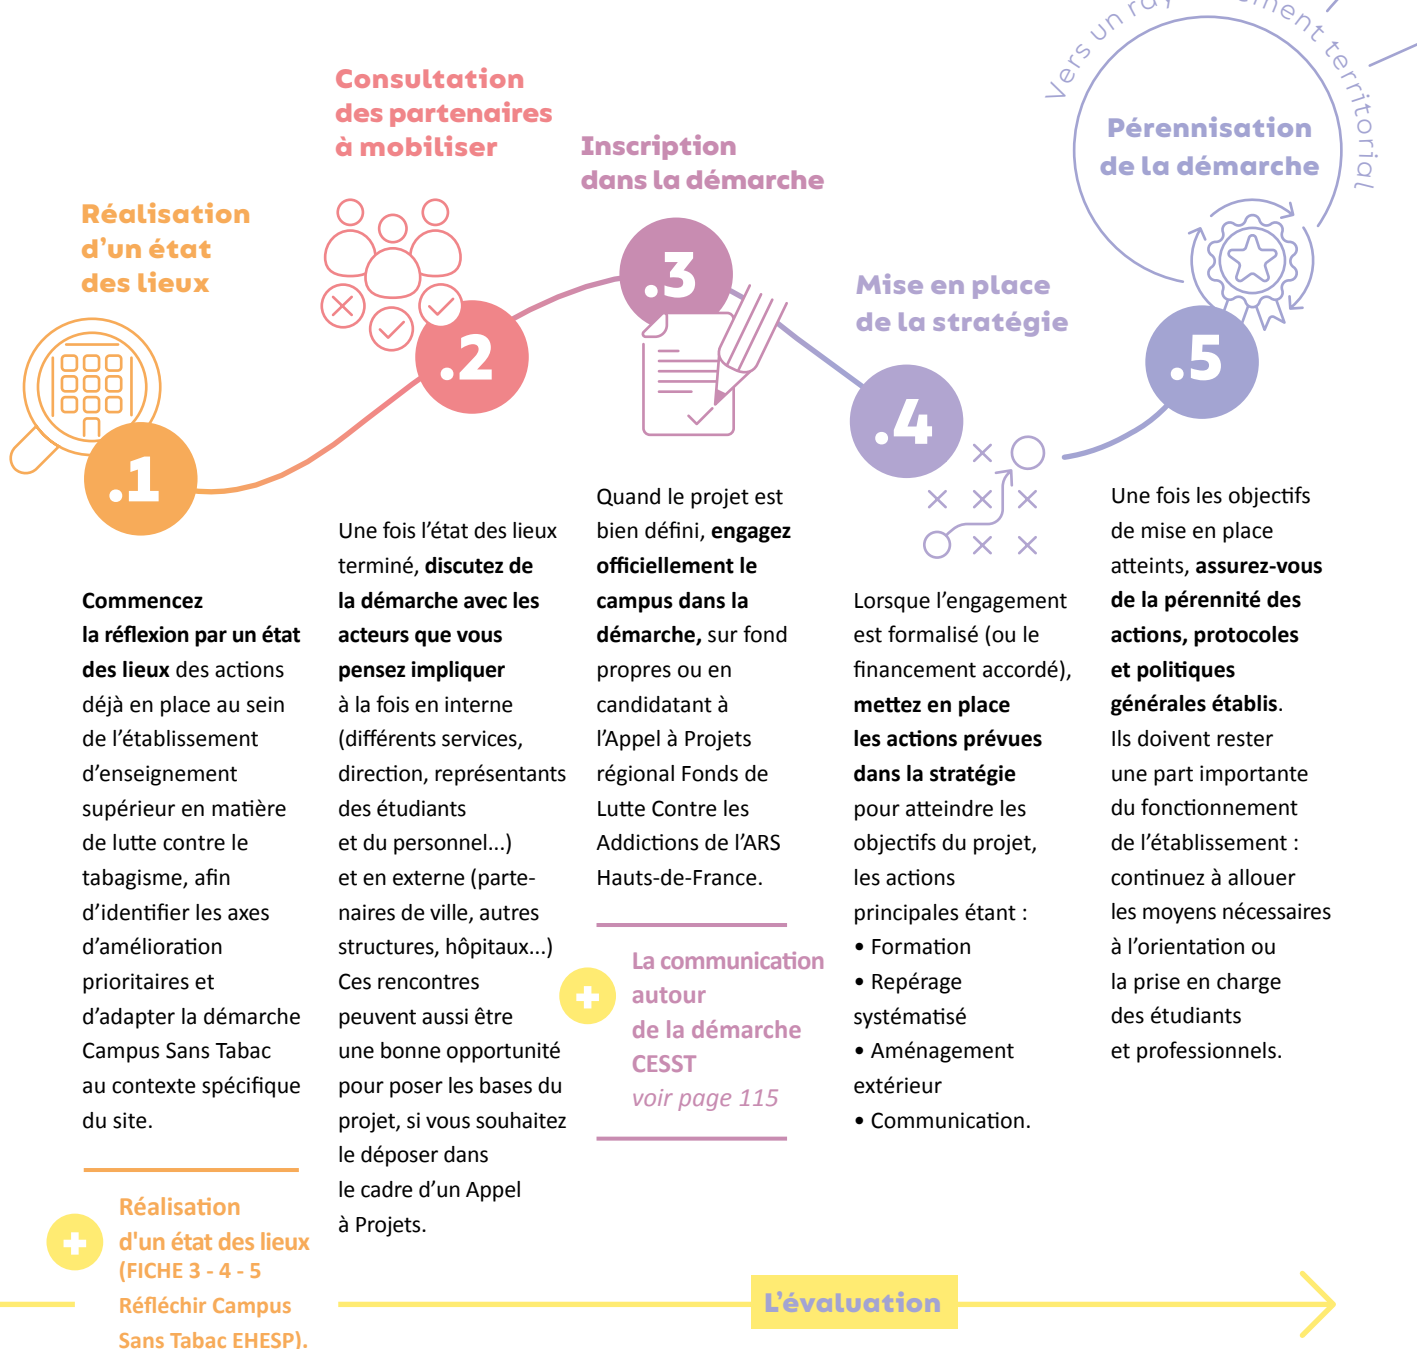 Vers un
territorial
Réalisation
d'un état
des lieux
.1
Commencez
la réflexion par un état
des lieux des actions
déjà en place au sein
de l'établissement
d'enseignement
supérieur en matière
de lutte contre le
tabagisme, afin
d'identifier les axes
d'amélioration
prioritaires et
d'adapter la démarche
Campus Sans Tabac
au contexte spécifique
du site.
Réalisation
d'un état des lieux
(FICHE 3 - 4 - 5
Réfléchir Campus
Sans Tabac EHESP).
Consultation
des partenaires
à mobiliser
.2
Une fois l'état des lieux
terminé, discutez de
la démarche avec les
acteurs que vous
pensez impliquer
à la fois en interne
(différents services,
direction, représentants
des étudiants
et du personnel...)
et en externe (parte-
naires de ville, autres
structures, hôpitaux...)
Ces rencontres
peuvent aussi être
une bonne opportunité
pour poser les bases du
projet, si vous souhaitez
le déposer dans
le cadre d'un Appel
à Projets.
Inscription
dans la démarche
.3
Quand le projet est
bien défini, engagez
officiellement le
campus dans la
démarche, sur fond
propres ou en
candidatant à
l'Appel à Projets
régional Fonds de
Lutte Contre les
Addictions de l'ARS
Hauts-de-France.
La communication
autour
de la démarche
CESST
voir page 115
Mise en place
de la stratégie
.4
Lorsque l'engagement
est formalisé (ou le
financement accordé),
mettez en place
les actions prévues
dans la stratégie
pour atteindre les
objectifs du projet,
les actions
principales étant :
• Formation
• Repérage
systématisé
• Aménagement
extérieur
• Communication.
Pérennisation
de la démarche
.5
Une fois les objectifs
de mise en place
atteints, assurez-vous
de la pérennité des
actions, protocoles
et politiques
générales établis.
Ils doivent rester
une part importante
du fonctionnement
de l'établissement :
continuez à allouer
les moyens nécessaires
à l'orientation ou
la prise en charge
des étudiants
et professionnels.
L'évaluation